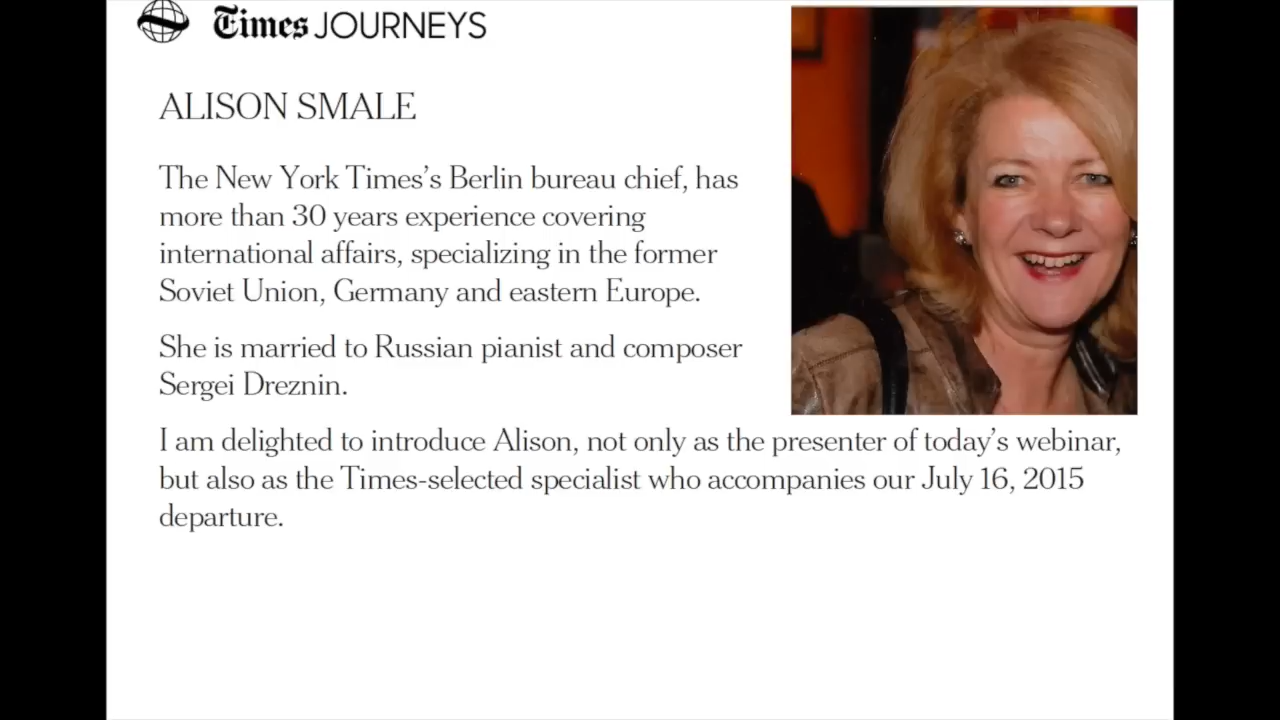 Times JOURNEYS
ALISON SMALE
The New York Times's Berlin bureau chief, has
more than 30 years experience covering
international affairs, specializing in the former
Soviet Union, Germany and eastern Europe.
She is married to Russian pianist and composer
Sergei Dreznin.
I am delighted to introduce Alison, not only as the presenter of today's webinar,
but also as the Times-selected specialist who accompanies our July 16, 2015
departure.